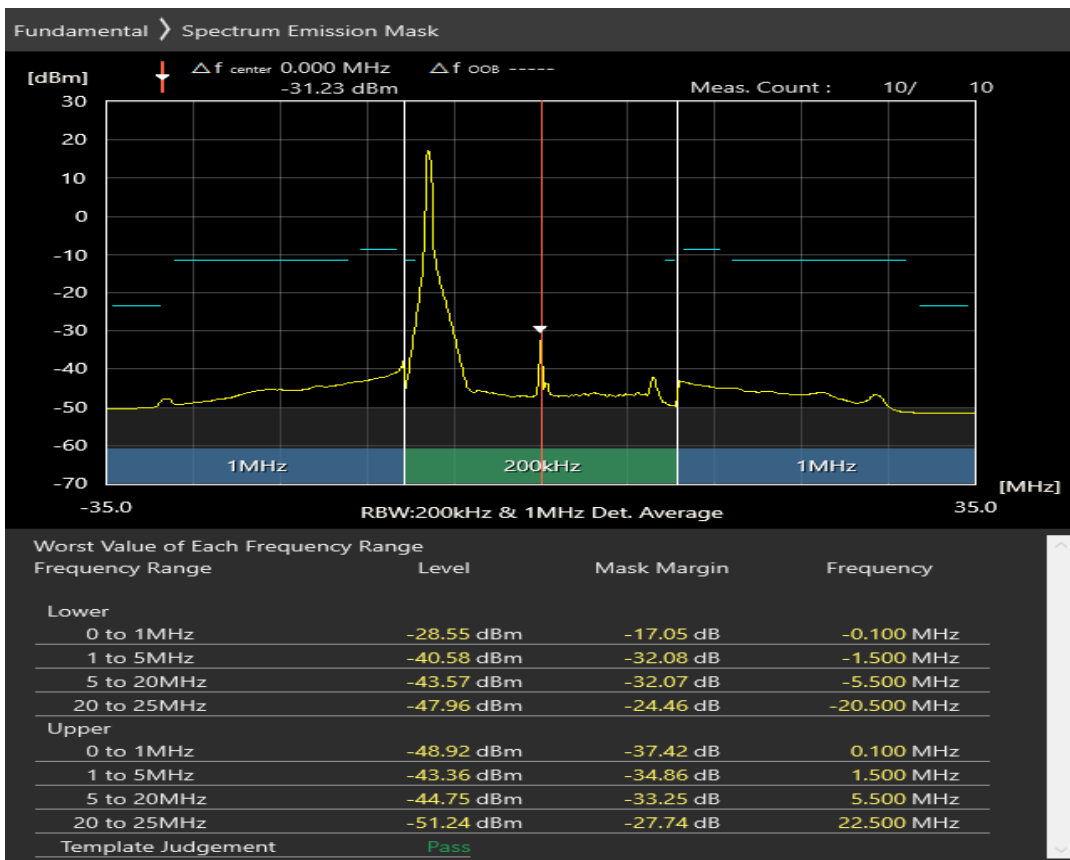 Fundamental 〉 Spectrum Emission Mask
[dBm] △f center 0.000 MHz △f OOB -----
-31.23 dBm Meas. Count : 10/ 10
30
20
10
0
-10
-20
-30
-40
-50
-60
-70
1MHz 200kHz 1MHz
[MHz]
-35.0 RBW:200kHz & 1MHz Det. Average 35.0
Worst Value of Each Frequency Range
Frequency Range Level Mask Margin Frequency
Lower
0 to 1MHz -28.55 dBm -17.05 dB -0.100 MHz
1 to 5MHz -40.58 dBm -32.08 dB -1.500 MHz
5 to 20MHz -43.57 dBm -32.07 dB -5.500 MHz
20 to 25MHz -47.96 dBm -24.46 dB -20.500 MHz
Upper
0 to 1MHz -48.92 dBm -37.42 dB 0.100 MHz
1 to 5MHz -43.36 dBm -34.86 dB 1.500 MHz
5 to 20MHz -44.75 dBm -33.25 dB 5.500 MHz
20 to 25MHz -51.24 dBm -27.74 dB 22.500 MHz
Template Judgement Pass